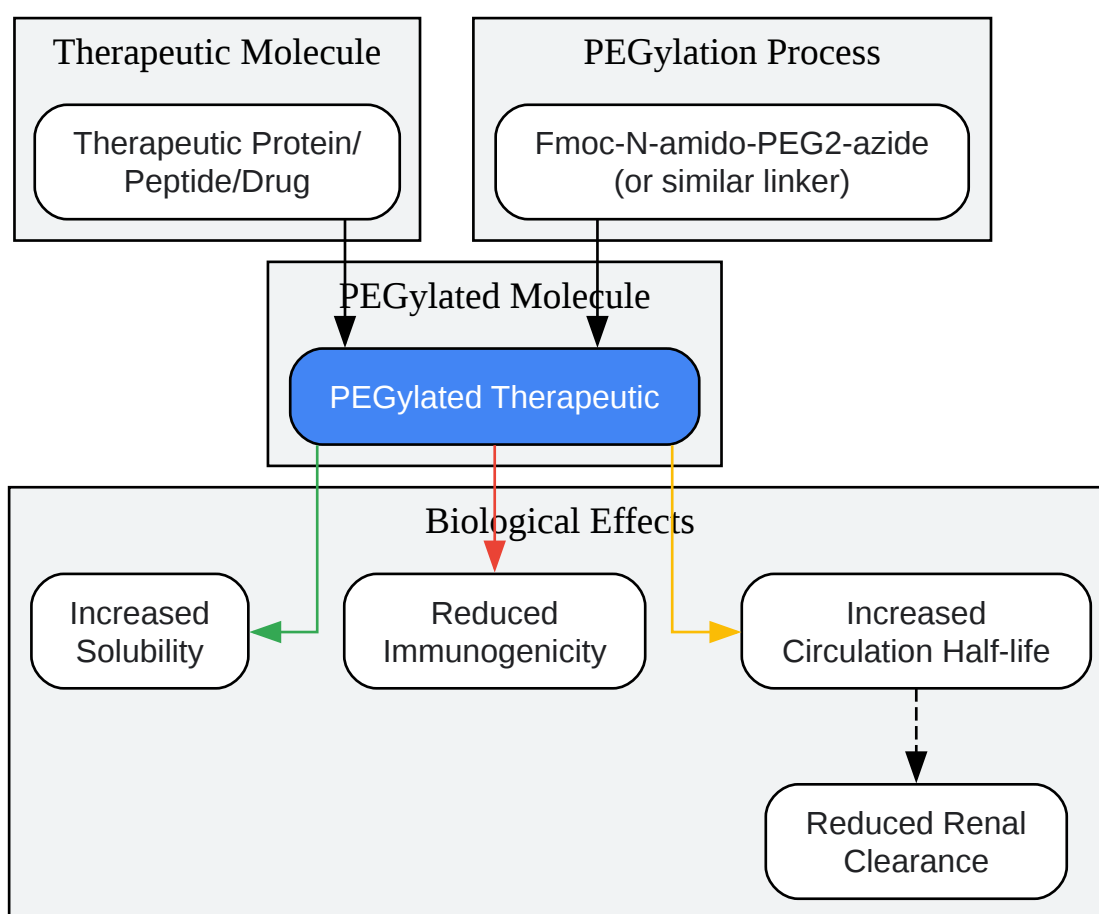 Therapeutic Molecule
PEGylation Process
Therapeutic Protein/
Peptide/Drug
Fmoc-N-amido-PEG2-azide
(or similar linker)
PEGylated Molecule
PEGylated Therapeutic
Biological Effects
Increased
Solubility
Reduced
Immunogenicity
Increased
Circulation Half-life
Reduced Renal
Clearance